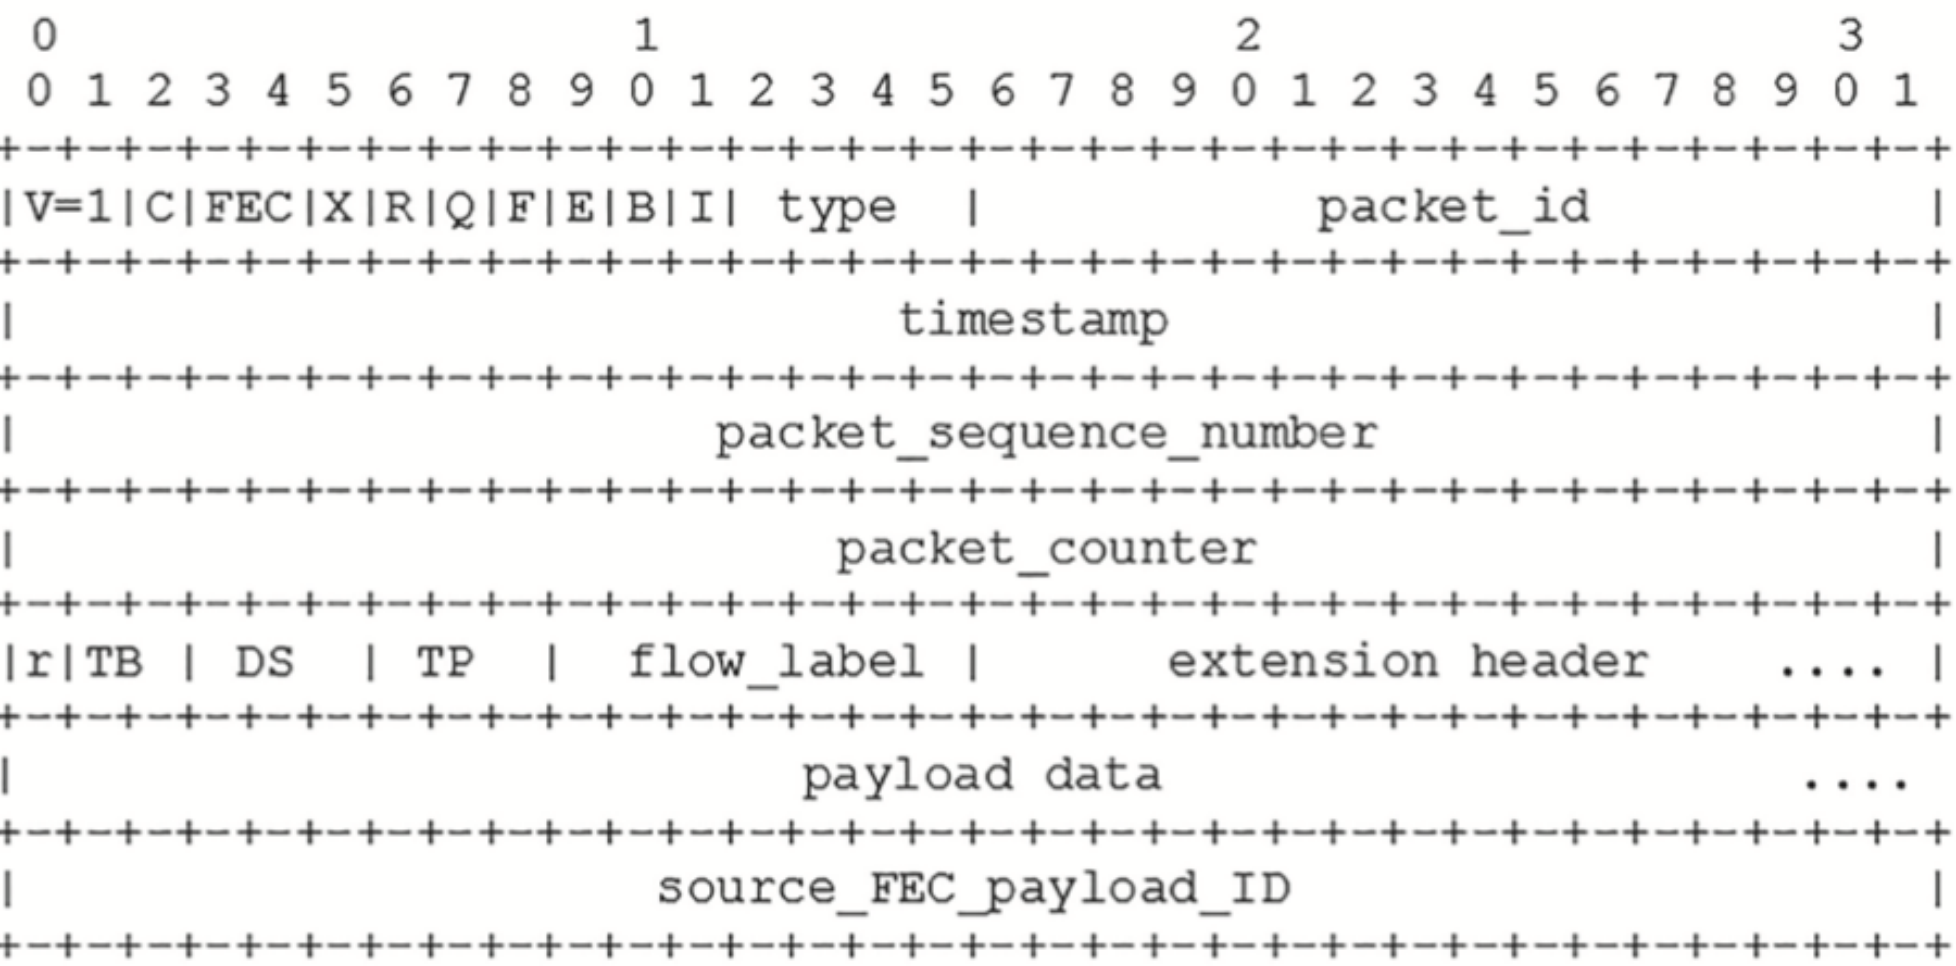 0                   1                   2                   3
 0 1 2 3 4 5 6 7 8 9 0 1 2 3 4 5 6 7 8 9 0 1 2 3 4 5 6 7 8 9 0 1
+-+-+-+-+-+-+-+-+-+-+-+-+-+-+-+-+-+-+-+-+-+-+-+-+-+-+-+-+-+-+-+-+
|V=1|C|FEC|X|R|Q|F|E|B|I| type  |           packet_id           |
+-+-+-+-+-+-+-+-+-+-+-+-+-+-+-+-+-+-+-+-+-+-+-+-+-+-+-+-+-+-+-+-+
|                             timestamp                         |
+-+-+-+-+-+-+-+-+-+-+-+-+-+-+-+-+-+-+-+-+-+-+-+-+-+-+-+-+-+-+-+-+
|                       packet_sequence_number                  |
+-+-+-+-+-+-+-+-+-+-+-+-+-+-+-+-+-+-+-+-+-+-+-+-+-+-+-+-+-+-+-+-+
|                           packet_counter                      |
+-+-+-+-+-+-+-+-+-+-+-+-+-+-+-+-+-+-+-+-+-+-+-+-+-+-+-+-+-+-+-+-+
|r|TB | DS  | TP  |  flow_label |      extension header    .... |
+-+-+-+-+-+-+-+-+-+-+-+-+-+-+-+-+-+-+-+-+-+-+-+-+-+-+-+-+-+-+-+-+
|                          payload data                     ....
+-+-+-+-+-+-+-+-+-+-+-+-+-+-+-+-+-+-+-+-+-+-+-+-+-+-+-+-+-+-+-+-+
|                     source_FEC_payload_ID                     |
+-+-+-+-+-+-+-+-+-+-+-+-+-+-+-+-+-+-+-+-+-+-+-+-+-+-+-+-+-+-+-+-+